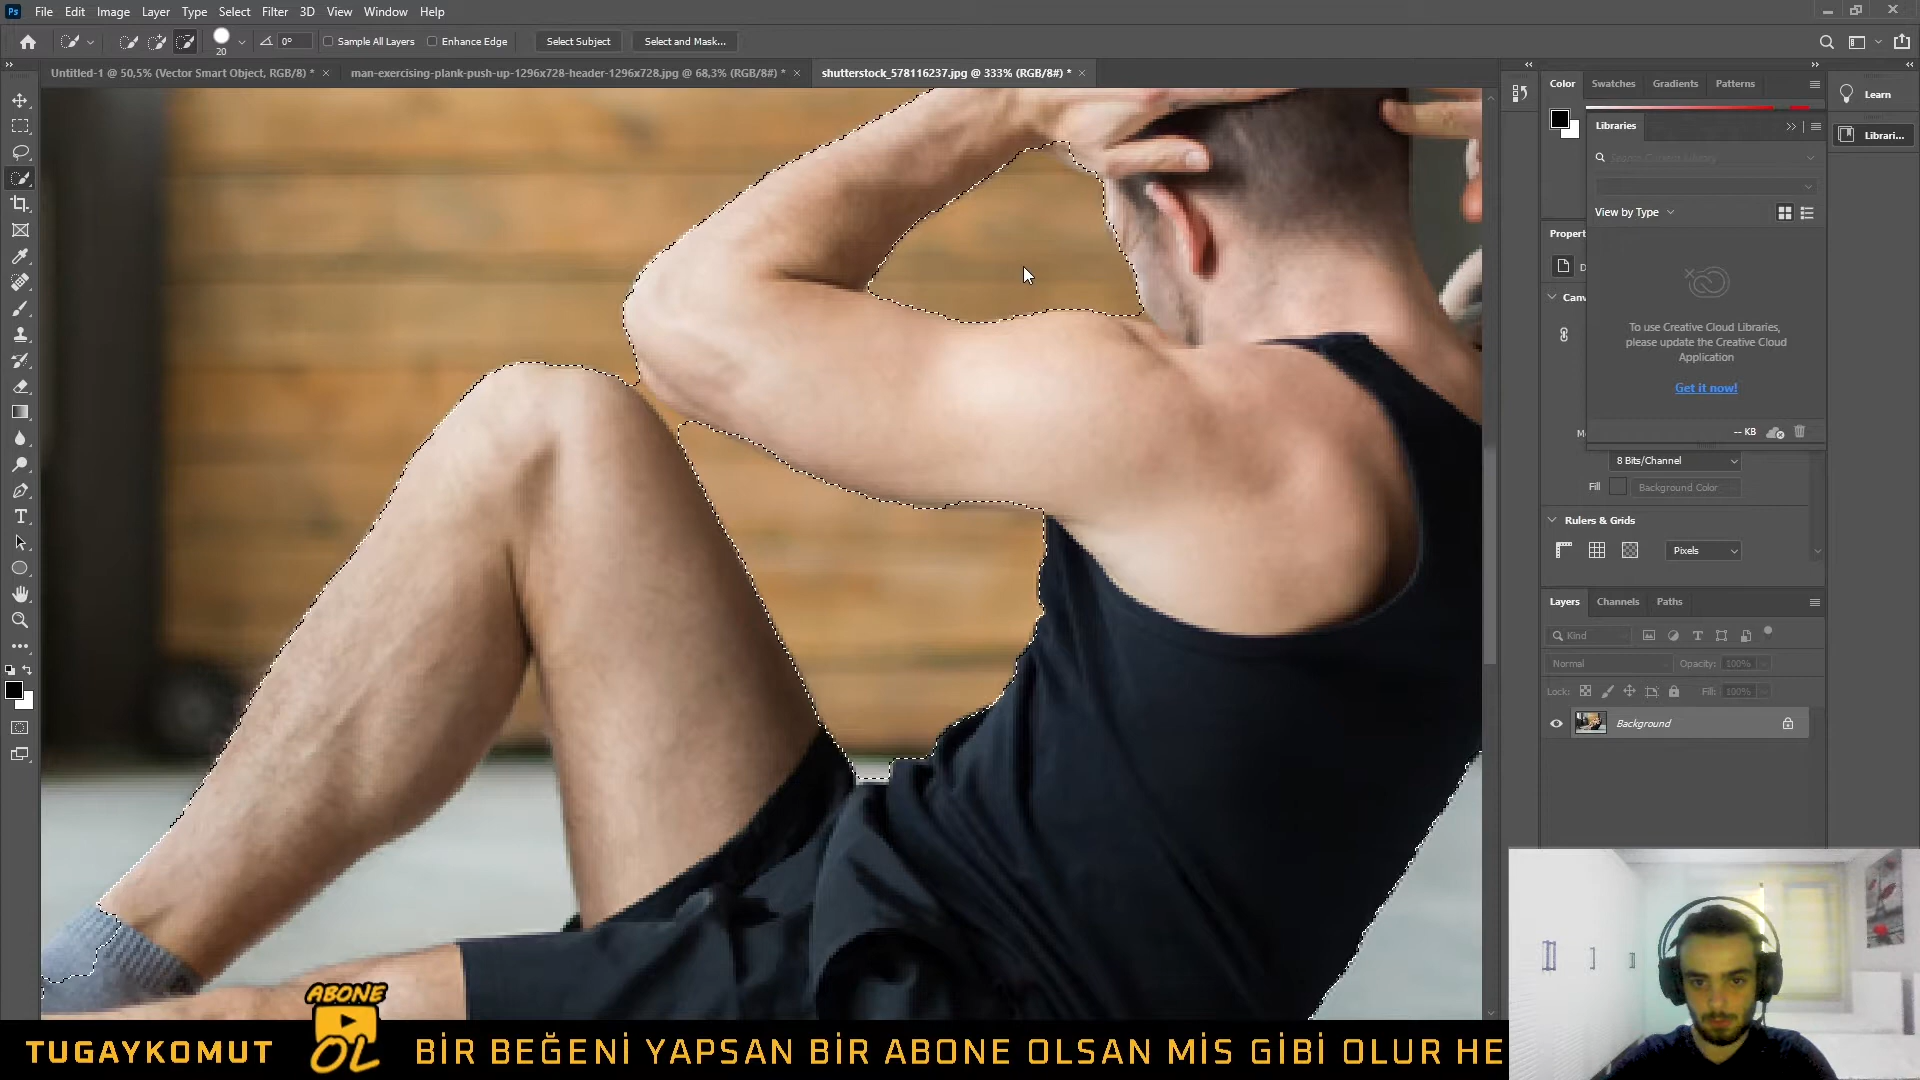 Ps File Edit Image Layer Type Select Filter 3D View Window Help
20 0° Sample All Layers Enhance Edge Select Subject Select and Mask...
Untitled-1 @ 50,5% (Vector Smart Object, RGB/8) * × man-exercising-plank-push-up-1296x728-header-1296x728.jpg @ 68,3% (RGB/8#) * × shutterstock_578116237.jpg @ 333% (RGB/8#) * ×
Color Swatches Gradients Patterns
Learn
Libraries
Librari...
View by Type
Propert
D
Canv
To use Creative Cloud Libraries,
please update the Creative Cloud
Application
Get it now!
-- KB
M
8 Bits/Channel
Fill Background Color
Rulers & Grids
Pixels
Layers Channels Paths
Kind
Normal Opacity: 100%
Lock: Fill: 100%
Background
ABONE
OL
TUGAYKOMUT
BİR BEĞENİ YAPSAN BİR ABONE OLSAN MİS GİBİ OLUR HE